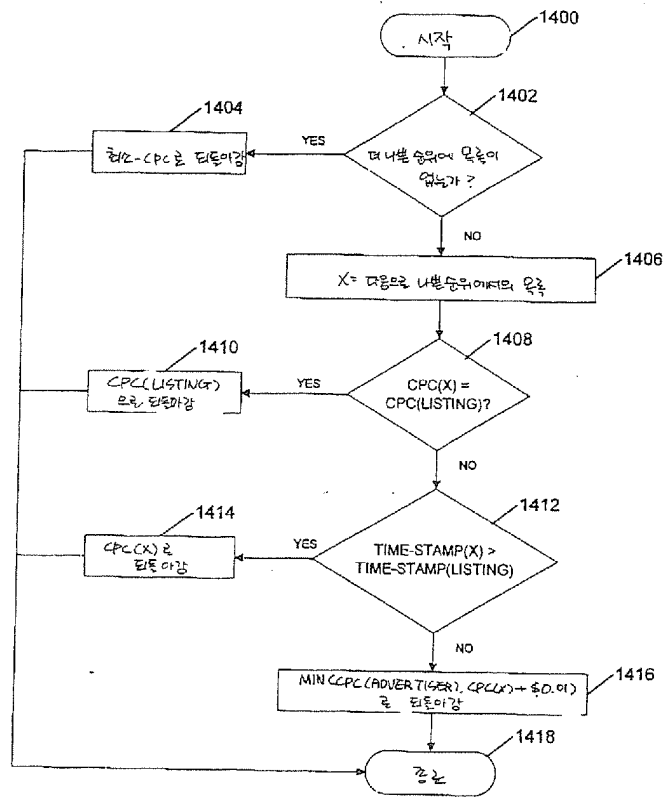 1400
시작
1402
1404
YES
최소-CPC로 되돌아감
더 나쁜 순위에 목록이
없는가?
NO
1406
X= 다음으로 나쁜 순위에서의 목록
1408
1410
YES
CPC(LISTING)
으로 되돌아감
CPC(X) =
CPC(LISTING)?
NO
1412
1414
YES
CPC(X)로
되돌아감
TIME-STAMP(X) >
TIME-STAMP(LISTING)
NO
MIN(CPC(ADVERTISER), CPC(X)+$0.01)
로 되돌아감
1416
1418
종료